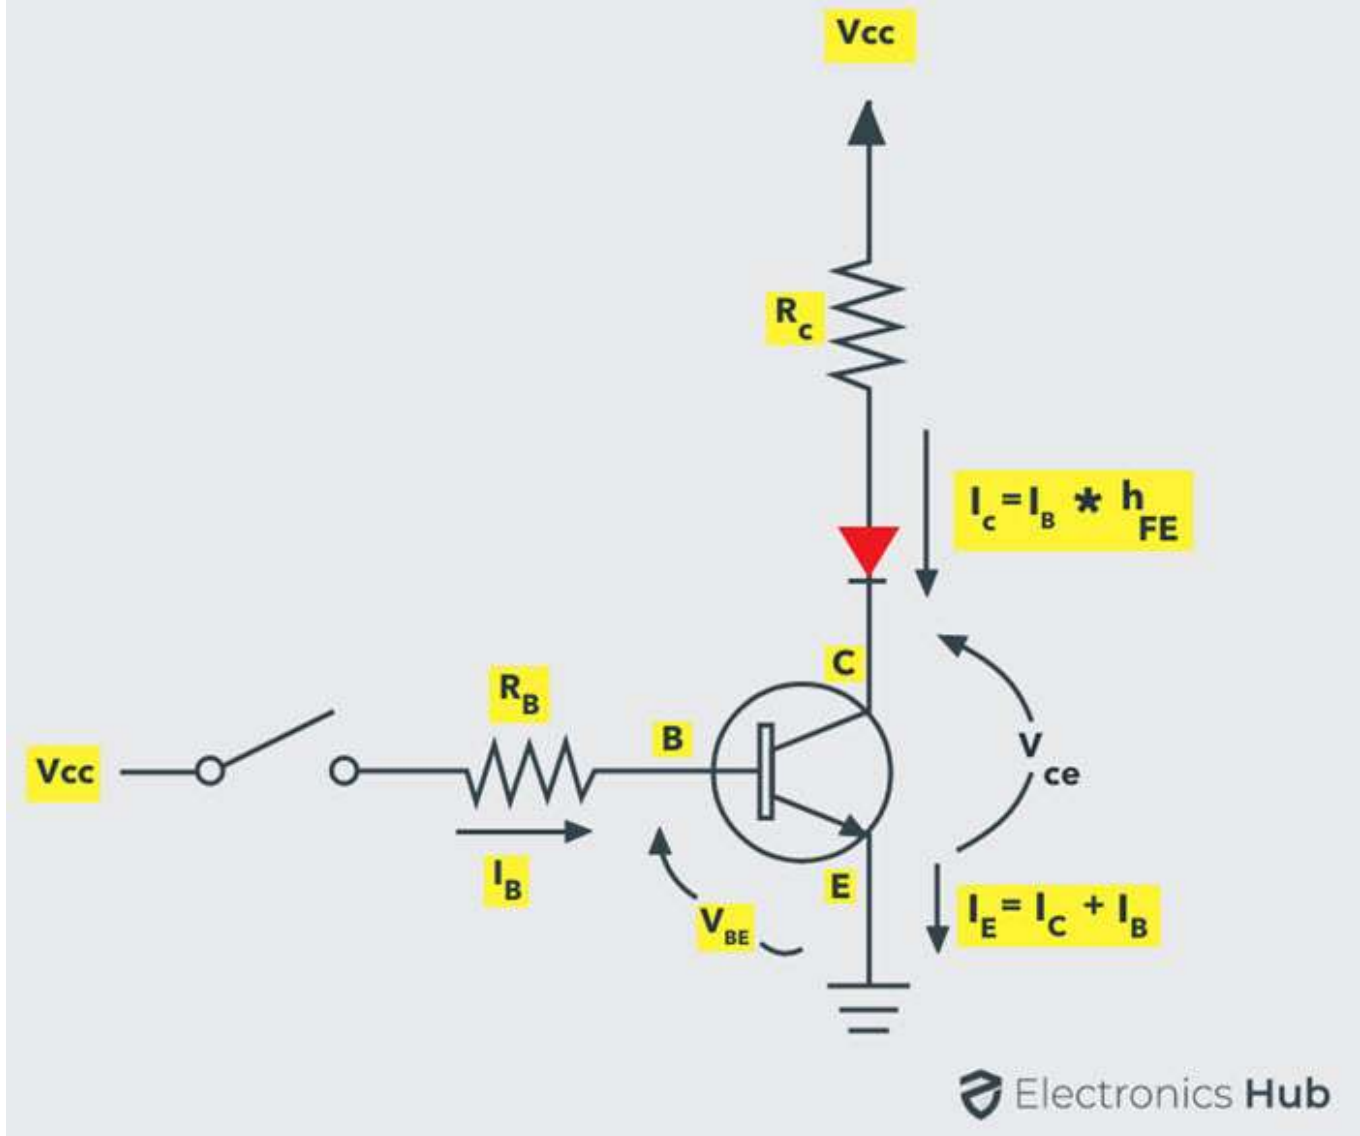 Vcc
Rc
Ic = IB * hFE
C
RB
B
Vcc
Vce
IB
E
VBE
IE = IC + IB
Electronics Hub